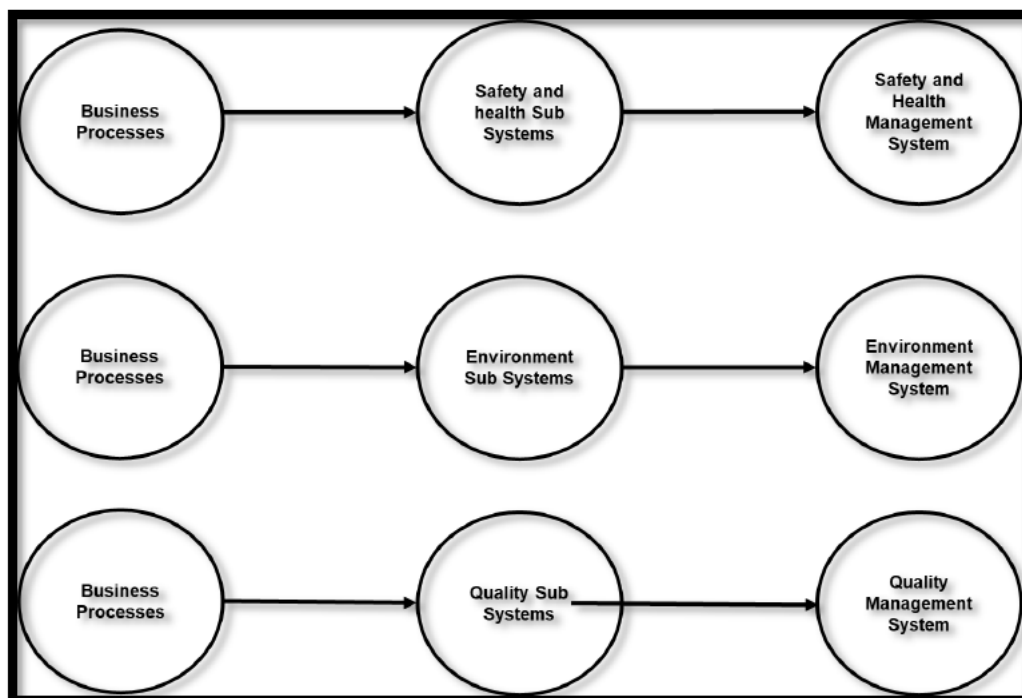 Business
Processes
Safety and
health Sub
Systems
Safety and
Health
Management
System
Business
Processes
Environment
Sub Systems
Environment
Management
System
Business
Processes
Quality Sub
Systems
Quality
Management
System